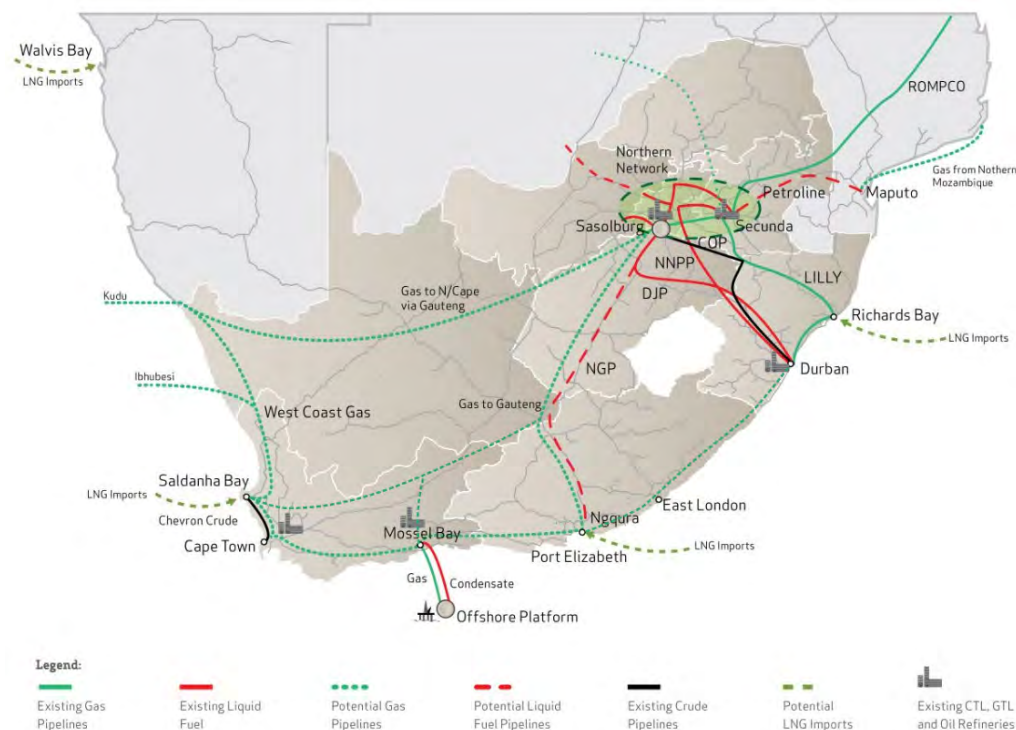 Walvis Bay
LNG Imports
ROMPCO
Northern
Network
Gas from Nothern
Mozambique
Petroline
Maputo
Sasolburg
Secunda
COP
NNPP
LILLY
DJP
Gas to N/Cape
via Gauteng
Kudu
Richards Bay
LNG Imports
Durban
NGP
Ibhubesi
West Coast Gas
Gas to Gauteng
Saldanha Bay
LNG Imports
Chevron Crude
Cape Town
Mossel Bay
Ngqura
East London
Port Elizabeth
LNG Imports
Gas
Condensate
Offshore Platform
Legend:
Existing Gas
Pipelines
Existing Liquid
Fuel
Potential Gas
Pipelines
Potential Liquid
Fuel Pipelines
Existing Crude
Pipelines
Potential
LNG Imports
Existing CTL, GTL
and Oil Refineries